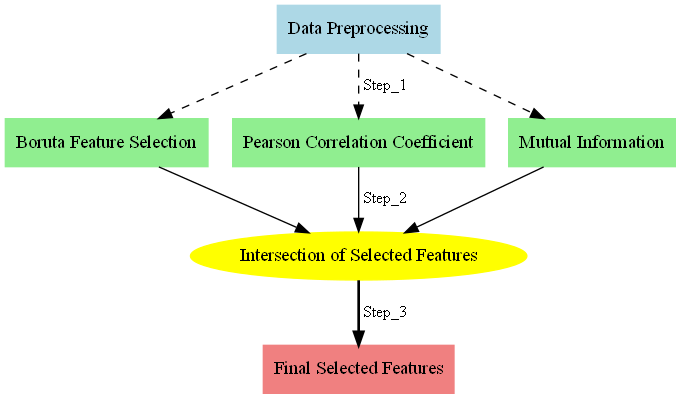 Data Preprocessing
Step_1
Boruta Feature Selection
Pearson Correlation Coefficient
Mutual Information
Step_2
Intersection of Selected Features
Step_3
Final Selected Features